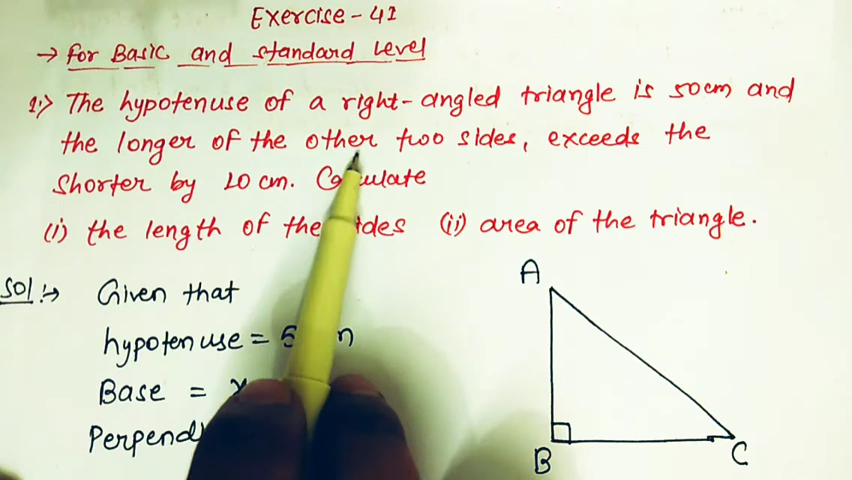 Exercise - 41
→ for Basic and standard Level
1:> The hypotenuse of a right-angled triangle is 50cm and
the longer of the other two sides, exceeds the
shorter by 10 cm. Calculate
(i) the length of the sides (ii) area of the triangle.
Sol:→ Given that
hypotenuse =
Base = x
A
B
C